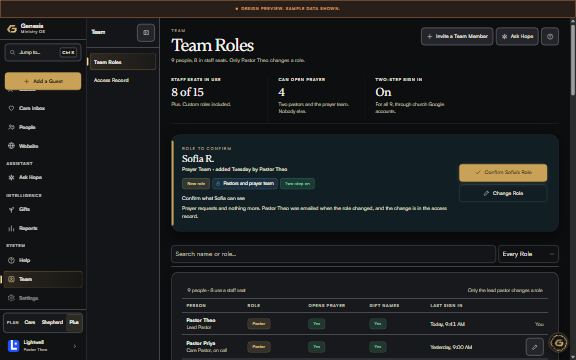 DESIGN PREVIEW. SAMPLE DATA SHOWN.
Genesis
Ministry OS
Jump to...
Ctrl K
Add a Guest
Care Inbox
People
Website
ASSISTANT
Ask Hope
INTELLIGENCE
Gifts
Reports
SYSTEM
Help
Team
Settings
PLAN Care Shepherd Plus
Lightwell
Pastor Theo
Team
Team Roles
Access Record
TEAM
Team Roles
9 people, 8 in staff seats. Only Pastor Theo changes a role.
Invite a Team Member
Ask Hope
STAFF SEATS IN USE
8 of 15
Plus. Custom roles included.
CAN OPEN PRAYER
4
Two pastors and the prayer team.
Nobody else.
TWO-STEP SIGN IN
On
For all 9, through church Google
accounts.
ROLE TO CONFIRM
Sofia R.
Prayer Team · added Tuesday by Pastor Theo
New role
Pastors and prayer team
Two-step on
Confirm what Sofia can see
Prayer requests and nothing more. Pastor Theo was emailed when the role changed, and the change is in the access
record.
Confirm Sofia's Role
Change Role
Search name or role...
Every Role
9 people · 8 use a staff seat
Only the lead pastor changes a role
PERSON ROLE OPENS PRAYER GIFT NAMES LAST SIGN IN
Pastor Theo
Lead Pastor
Pastor
Yes
Yes
Today, 9:41 AM
You
Pastor Priya
Care Pastor, on call
Pastor
Yes
Yes
Yesterday, 9:00 AM